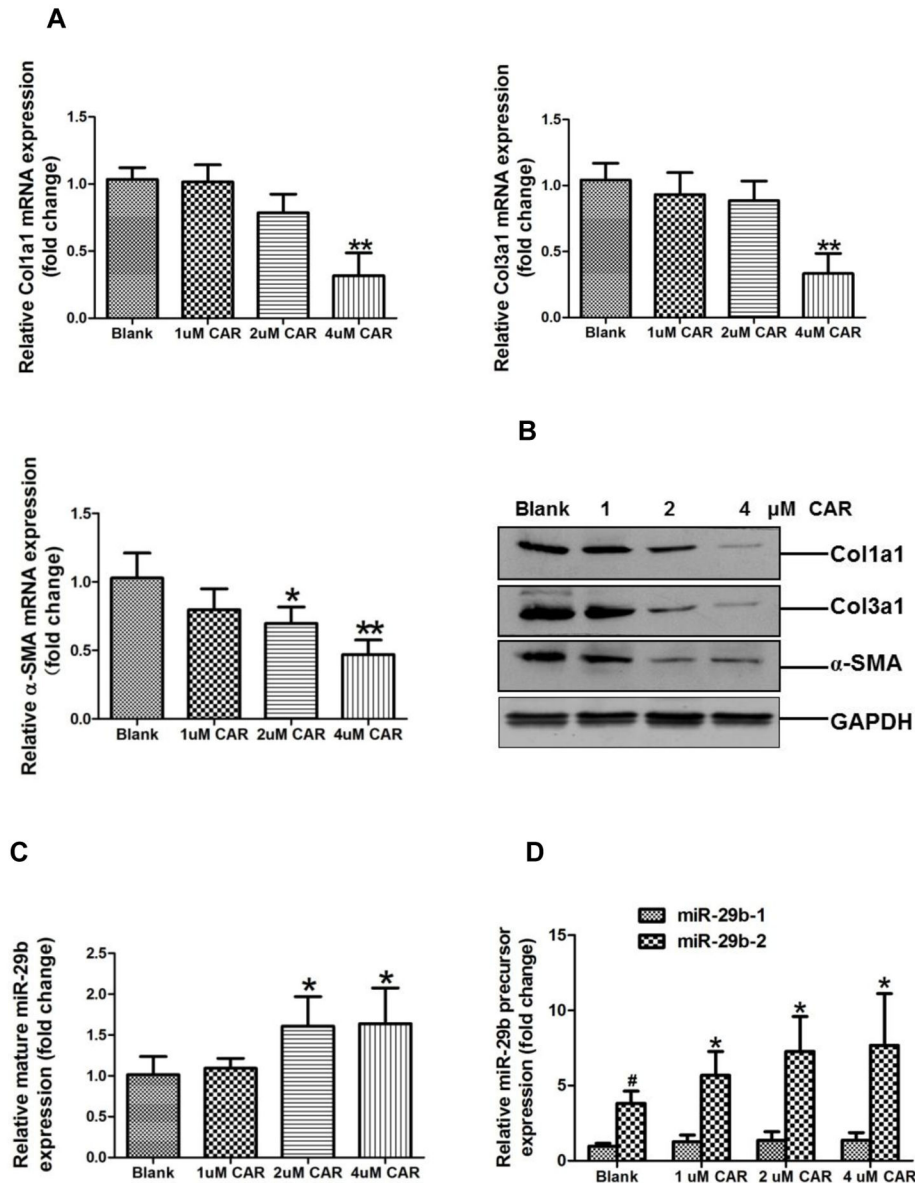 A
Relative Col1a1 mRNA expression
(fold change)
1.5
1.0
0.5
0.0
**
Blank 1uM CAR 2uM CAR 4uM CAR
Relative Col3a1 mRNA expression
(fold change)
1.5
1.0
0.5
0.0
**
Blank 1uM CAR 2uM CAR 4uM CAR
Relative α-SMA mRNA expression
(fold change)
1.5
1.0
0.5
0.0
*
**
Blank 1uM CAR 2uM CAR 4uM CAR
B
Blank 1 2 4 μM CAR
Col1a1
Col3a1
α-SMA
GAPDH
C
Relative mature miR-29b
expression (fold change)
2.5
2.0
1.5
1.0
0.5
0.0
* *
Blank 1uM CAR 2uM CAR 4uM CAR
D
miR-29b-1
miR-29b-2
Relative miR-29b precursor
expression (fold change)
15
10
5
0
# * * *
Blank 1 uM CAR 2 uM CAR 4 uM CAR